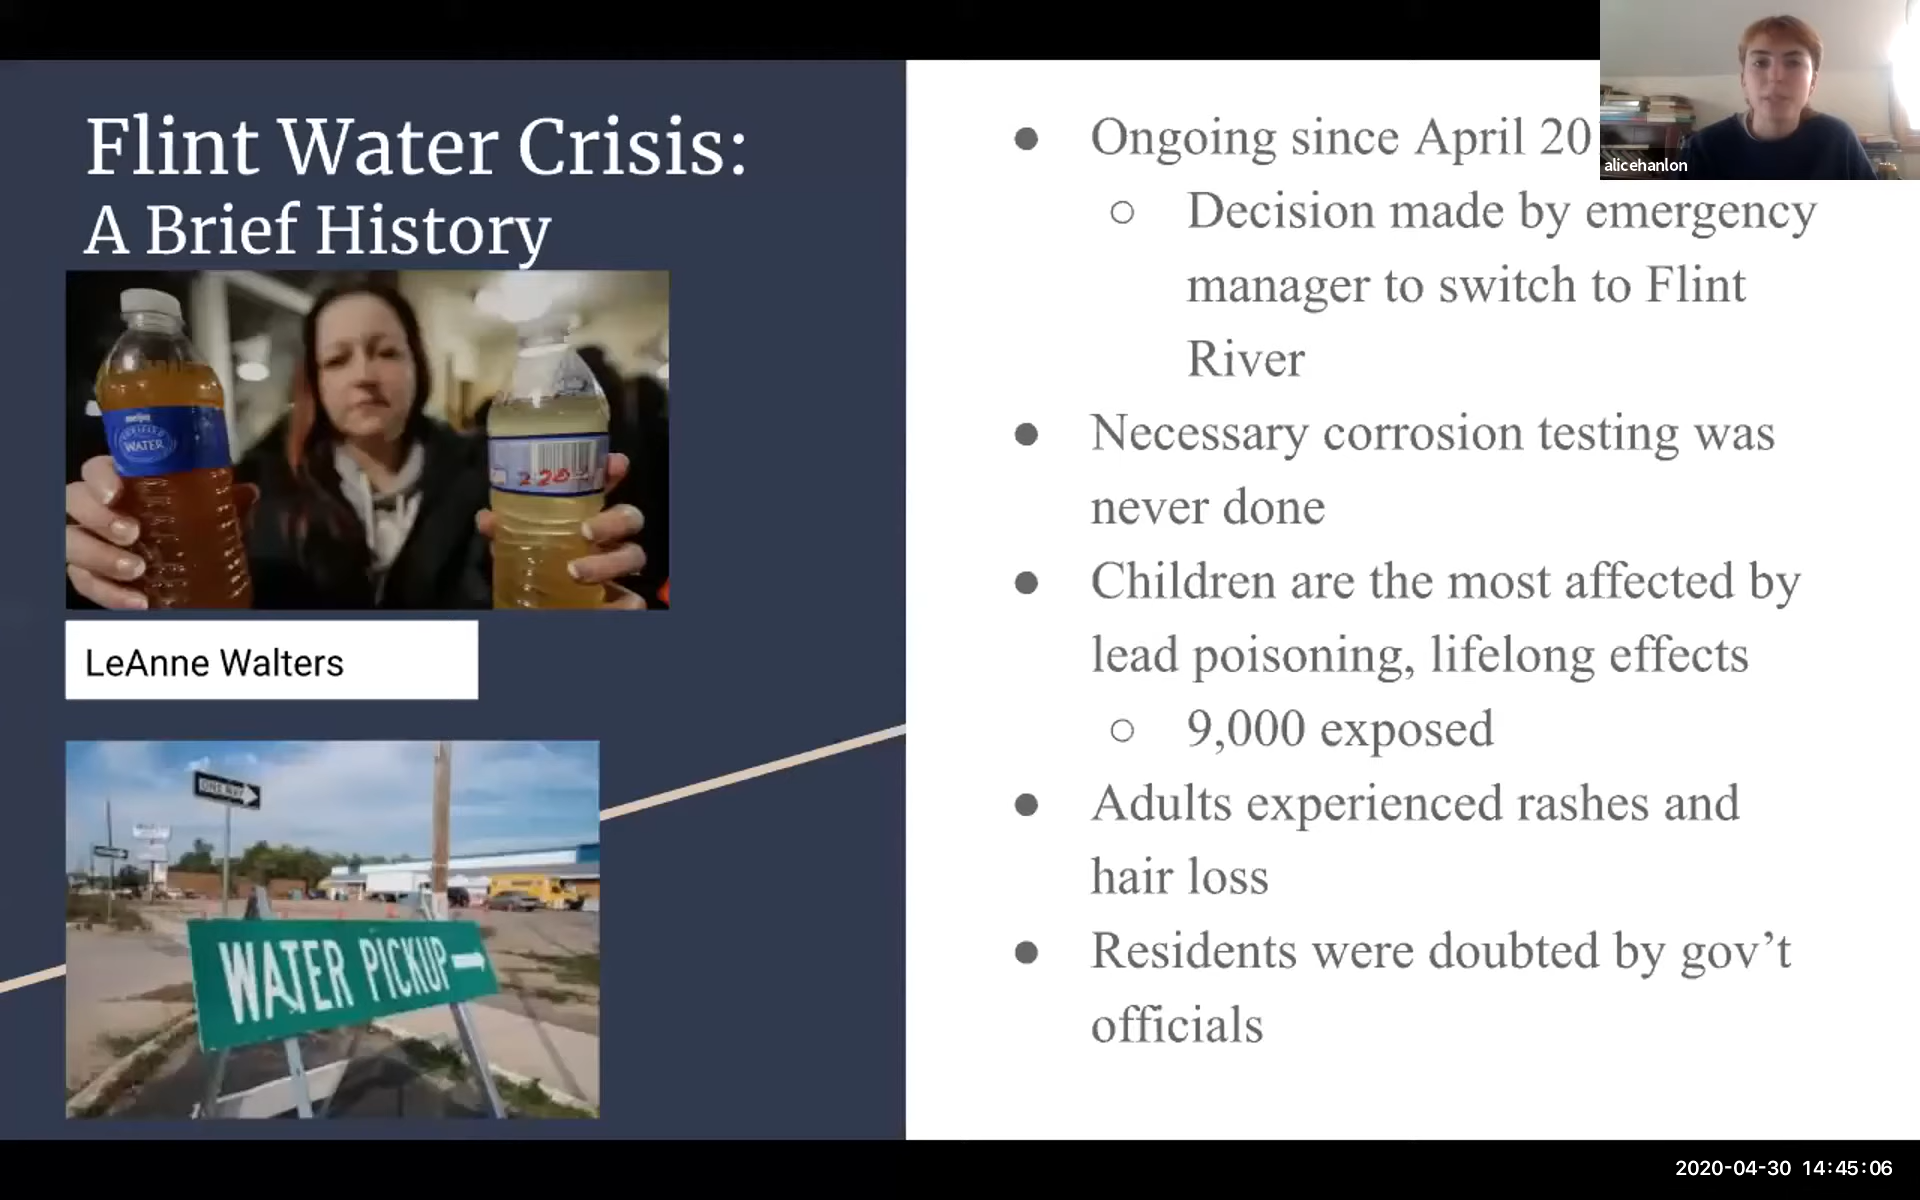 Flint Water Crisis:
A Brief History
WATER
LeAnne Walters
ONE WAY
WATER PICKUP
● Ongoing since April 20
○ Decision made by emergency
manager to switch to Flint
River
● Necessary corrosion testing was
never done
● Children are the most affected by
lead poisoning, lifelong effects
○ 9,000 exposed
● Adults experienced rashes and
hair loss
● Residents were doubted by gov’t
officials
alicehanlon
2020-04-30 14:45:06